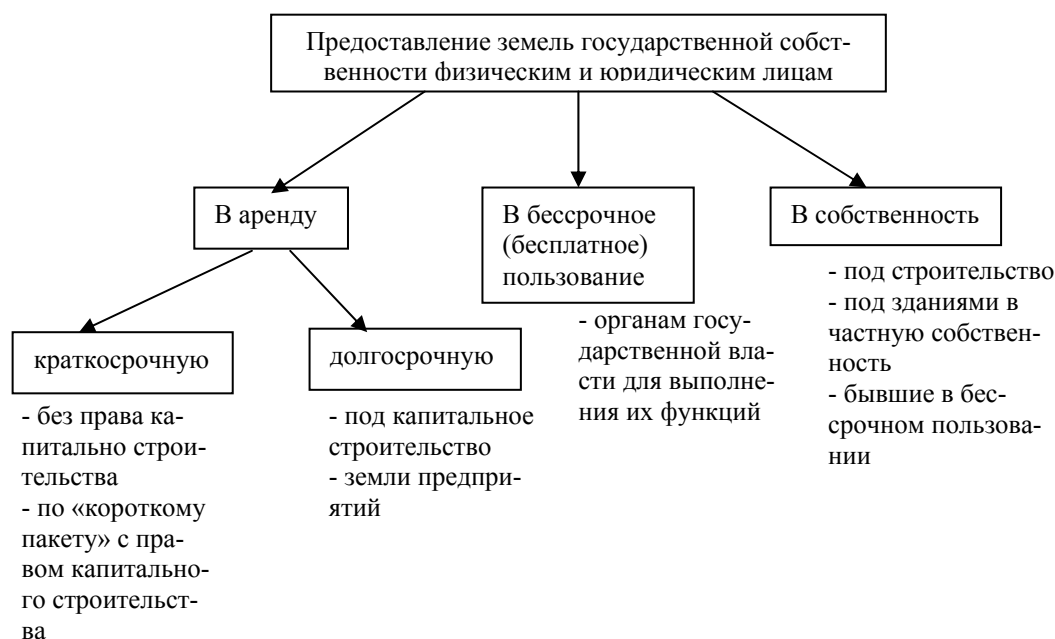 Предоставление земель государственной собст-
венности физическим и юридическим лицам
В аренду
В бессрочное
(бесплатное)
пользование
В собственность
краткосрочную
долгосрочную
- без права ка-
питально строи-
тельства
- по «короткому
пакету» с пра-
вом капитально-
го строительст-
ва
- под капитальное
строительство
- земли предпри-
ятий
- органам госу-
дарственной вла-
сти для выполне-
ния их функций
- под строительство
- под зданиями в
частную собствен-
ность
- бывшие в бес-
срочном пользова-
нии